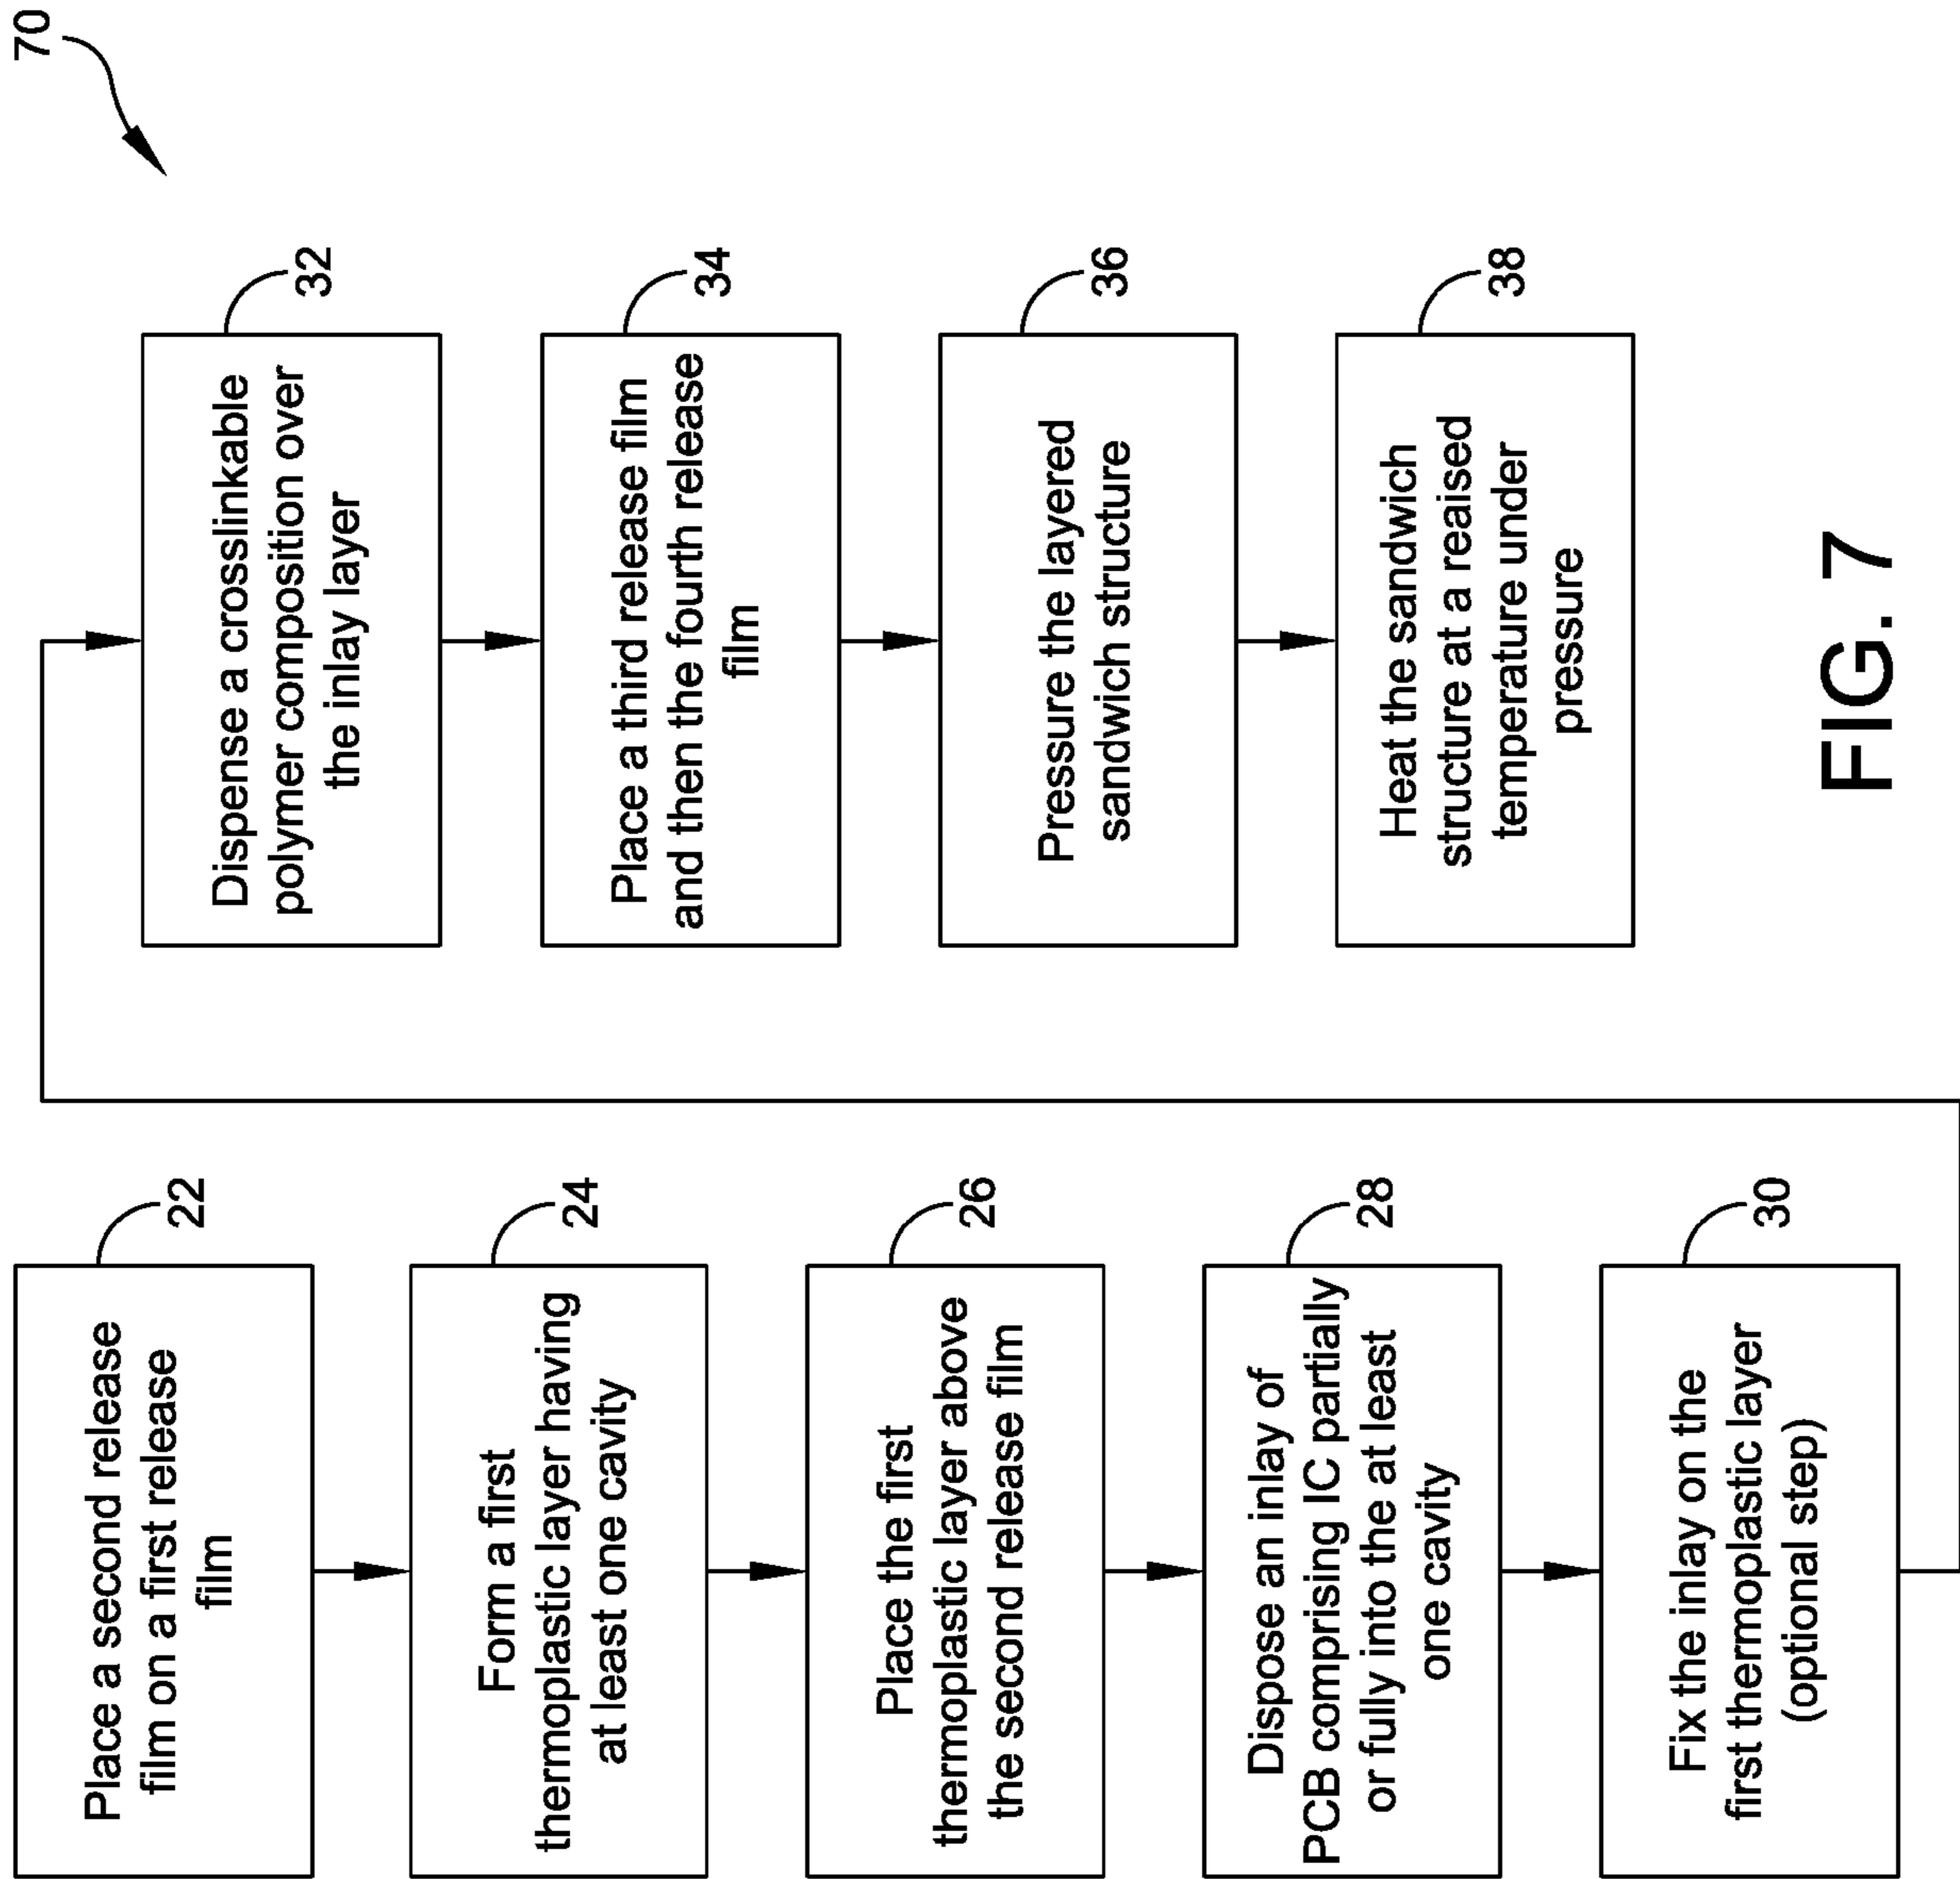 70
Place a second release
film on a first release
film
22
Form a first
thermoplastic layer having
at least one cavity
24
Place the first
thermoplastic layer above
the second release film
26
Dispose an inlay of
PCB comprising IC partially
or fully into the at least
one cavity
28
Fix the inlay on the
first thermoplastic layer
(optional step)
30
Dispense a crosslinkable
polymer composition over
the inlay layer
32
Place a third release film
and then the fourth release
film
34
Pressure the layered
sandwich structure
36
Heat the sandwich
structure at a reaised
temperature under
pressure
38
FIG. 7